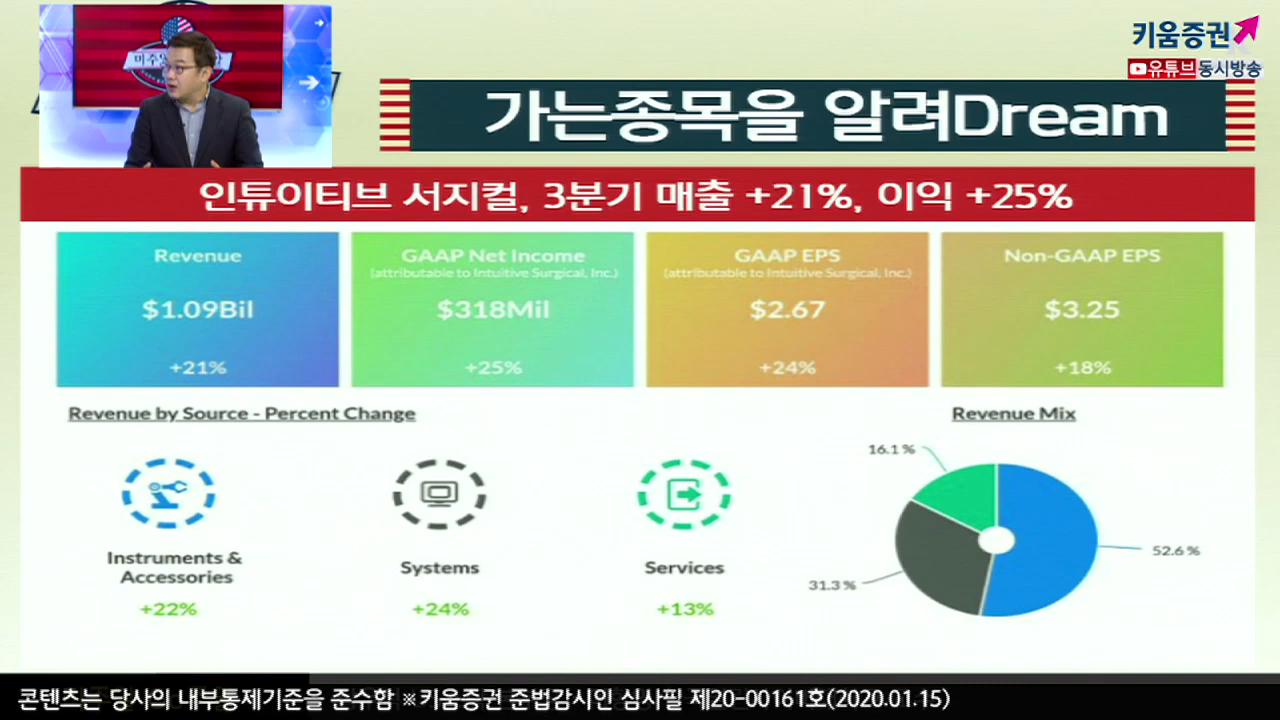 키움증권
유튜브동시방송
가는종목을 알려Dream
인튜이티브 서지컬, 3분기 매출 +21%, 이익 +25%
Revenue
$1.09Bil
+21%
GAAP Net Income
(attributable to Intuitive Surgical, Inc.)
$318Mil
+25%
GAAP EPS
(attributable to Intuitive Surgical, Inc.)
$2.67
+24%
Non-GAAP EPS
$3.25
+18%
Revenue by Source - Percent Change
Instruments &
Accessories
+22%
Systems
+24%
Services
+13%
Revenue Mix
16.1 %
52.6 %
31.3 %
콘텐츠는 당사의 내부통제기준을 준수함 ※키움증권 준법감시인 심사필 제20-00161호(2020.01.15)